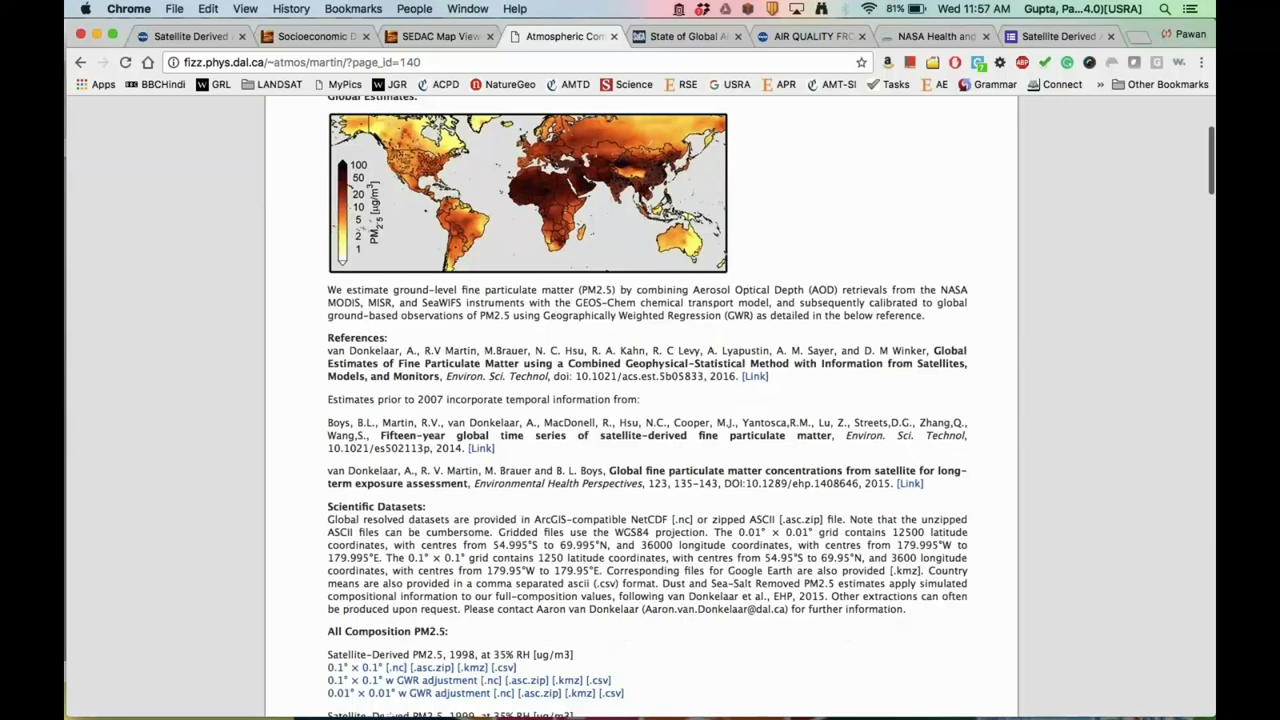 Chrome File Edit View History Bookmarks People Window Help 81% Wed 11:57 AM Gupta, Pa...4.0)[USRA]
Satellite Derived Socioeconomic D SEDAC Map View Atmospheric Com State of Global Ai AIR QUALITY FRO NASA Health and Satellite Derived A Pawan
fizz.phys.dal.ca/~atmos/martin/?page_id=140
Apps BBCHindi GRL LANDSAT MyPics JGR ACPD NatureGeo AMTD Science RSE USRA APR AMT-SI Tasks AE Grammar Connect » Other Bookmarks
Global Estimates:
100
50
20
10
5
2
1
PM2.5 [µg/m3]
We estimate ground-level fine particulate matter (PM2.5) by combining Aerosol Optical Depth (AOD) retrievals from the NASA
MODIS, MISR, and SeaWIFS instruments with the GEOS-Chem chemical transport model, and subsequently calibrated to global
ground-based observations of PM2.5 using Geographically Weighted Regression (GWR) as detailed in the below reference.
References:
van Donkelaar, A., R.V Martin, M.Brauer, N. C. Hsu, R. A. Kahn, R. C Levy, A. Lyapustin, A. M. Sayer, and D. M Winker, Global
Estimates of Fine Particulate Matter using a Combined Geophysical-Statistical Method with Information from Satellites,
Models, and Monitors, Environ. Sci. Technol, doi: 10.1021/acs.est.5b05833, 2016. [Link]
Estimates prior to 2007 incorporate temporal information from:
Boys, B.L., Martin, R.V., van Donkelaar, A., MacDonell, R., Hsu, N.C., Cooper, M.J., Yantosca,R.M., Lu, Z., Streets,D.G., Zhang,Q.,
Wang,S., Fifteen-year global time series of satellite-derived fine particulate matter, Environ. Sci. Technol,
10.1021/es502113p, 2014. [Link]
van Donkelaar, A., R. V. Martin, M. Brauer and B. L. Boys, Global fine particulate matter concentrations from satellite for long-
term exposure assessment, Environmental Health Perspectives, 123, 135-143, DOI:10.1289/ehp.1408646, 2015. [Link]
Scientific Datasets:
Global resolved datasets are provided in ArcGIS-compatible NetCDF [.nc] or zipped ASCII [.asc.zip] file. Note that the unzipped
ASCII files can be cumbersome. Gridded files use the WGS84 projection. The 0.01° × 0.01° grid contains 12500 latitude
coordinates, with centres from 54.995°S to 69.995°N, and 36000 longitude coordinates, with centres from 179.995°W to
179.995°E. The 0.1° × 0.1° grid contains 1250 latitude coordinates, with centres from 54.95°S to 69.95°N, and 3600 longitude
coordinates, with centres from 179.95°W to 179.95°E. Corresponding files for Google Earth are also provided [.kmz]. Country
means are also provided in a comma separated ascii (.csv) format. Dust and Sea-Salt Removed PM2.5 estimates apply simulated
compositional information to our full-composition values, following van Donkelaar et al., EHP, 2015. Other extractions can often
be produced upon request. Please contact Aaron van Donkelaar (Aaron.van.Donkelaar@dal.ca) for further information.
All Composition PM2.5:
Satellite-Derived PM2.5, 1998, at 35% RH [ug/m3]
0.1° × 0.1° [.nc] [.asc.zip] [.kmz] [.csv]
0.1° × 0.1° w GWR adjustment [.nc] [.asc.zip] [.kmz] [.csv]
0.01° × 0.01° w GWR adjustment [.nc] [.asc.zip] [.kmz] [.csv]
Satellite-Derived PM2.5, 1999, at 35% RH [ug/m3]